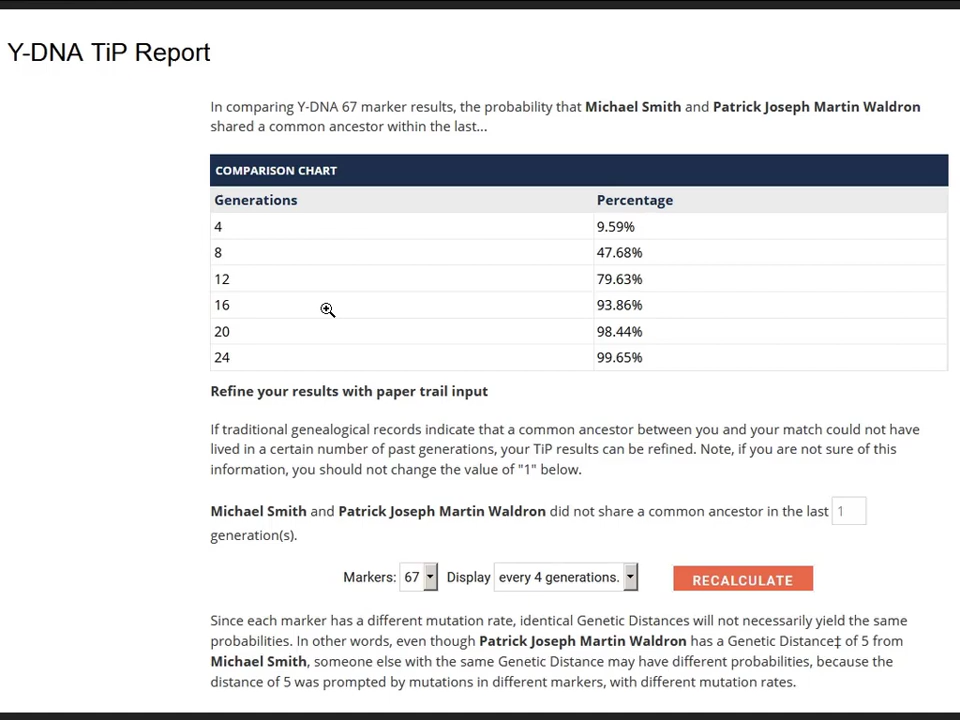 Y-DNA TiP Report
In comparing Y-DNA 67 marker results, the probability that Michael Smith and Patrick Joseph Martin Waldron
shared a common ancestor within the last...
COMPARISON CHART
Generations Percentage
4 9.59%
8 47.68%
12 79.63%
16 93.86%
20 98.44%
24 99.65%
Refine your results with paper trail input
If traditional genealogical records indicate that a common ancestor between you and your match could not have
lived in a certain number of past generations, your TiP results can be refined. Note, if you are not sure of this
information, you should not change the value of "1" below.
Michael Smith and Patrick Joseph Martin Waldron did not share a common ancestor in the last 1
generation(s).
Markers: 67 Display every 4 generations. RECALCULATE
Since each marker has a different mutation rate, identical Genetic Distances will not necessarily yield the same
probabilities. In other words, even though Patrick Joseph Martin Waldron has a Genetic Distance‡ of 5 from
Michael Smith, someone else with the same Genetic Distance may have different probabilities, because the
distance of 5 was prompted by mutations in different markers, with different mutation rates.